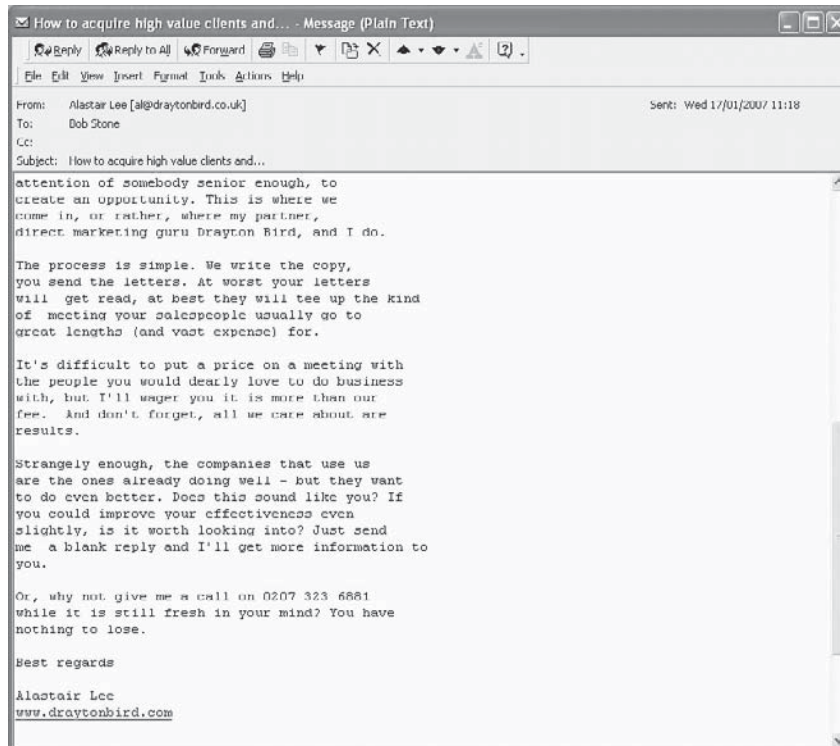 How to acquire high value clients and... - Message (Plain Text)
Reply Reply to All Forward
File Edit View Insert Format Tools Actions Help
From: Alastair Lee [al@draytonbird.co.uk] Sent: Wed 17/01/2007 11:18
To: Bob Stone
Cc:
Subject: How to acquire high value clients and...
attention of somebody senior enough, to
create an opportunity. This is where we
come in, or rather, where my partner,
direct marketing guru Drayton Bird, and I do.
The process is simple. We write the copy,
you send the letters. At worst your letters
will get read, at best they will tee up the kind
of meeting your salespeople usually go to
great lengths (and vast expense) for.
It's difficult to put a price on a meeting with
the people you would dearly love to do business
with, but I'll wager you it is more than our
fee. And don't forget, all we care about are
results.
Strangely enough, the companies that use us
are the ones already doing well - but they want
to do even better. Does this sound like you? If
you could improve your effectiveness even
slightly, is it worth looking into? Just send
me a blank reply and I'll get more information to
you.
Or, why not give me a call on 0207 323 6881
while it is still fresh in your mind? You have
nothing to lose.
Best regards
Alastair Lee
www.draytonbird.com